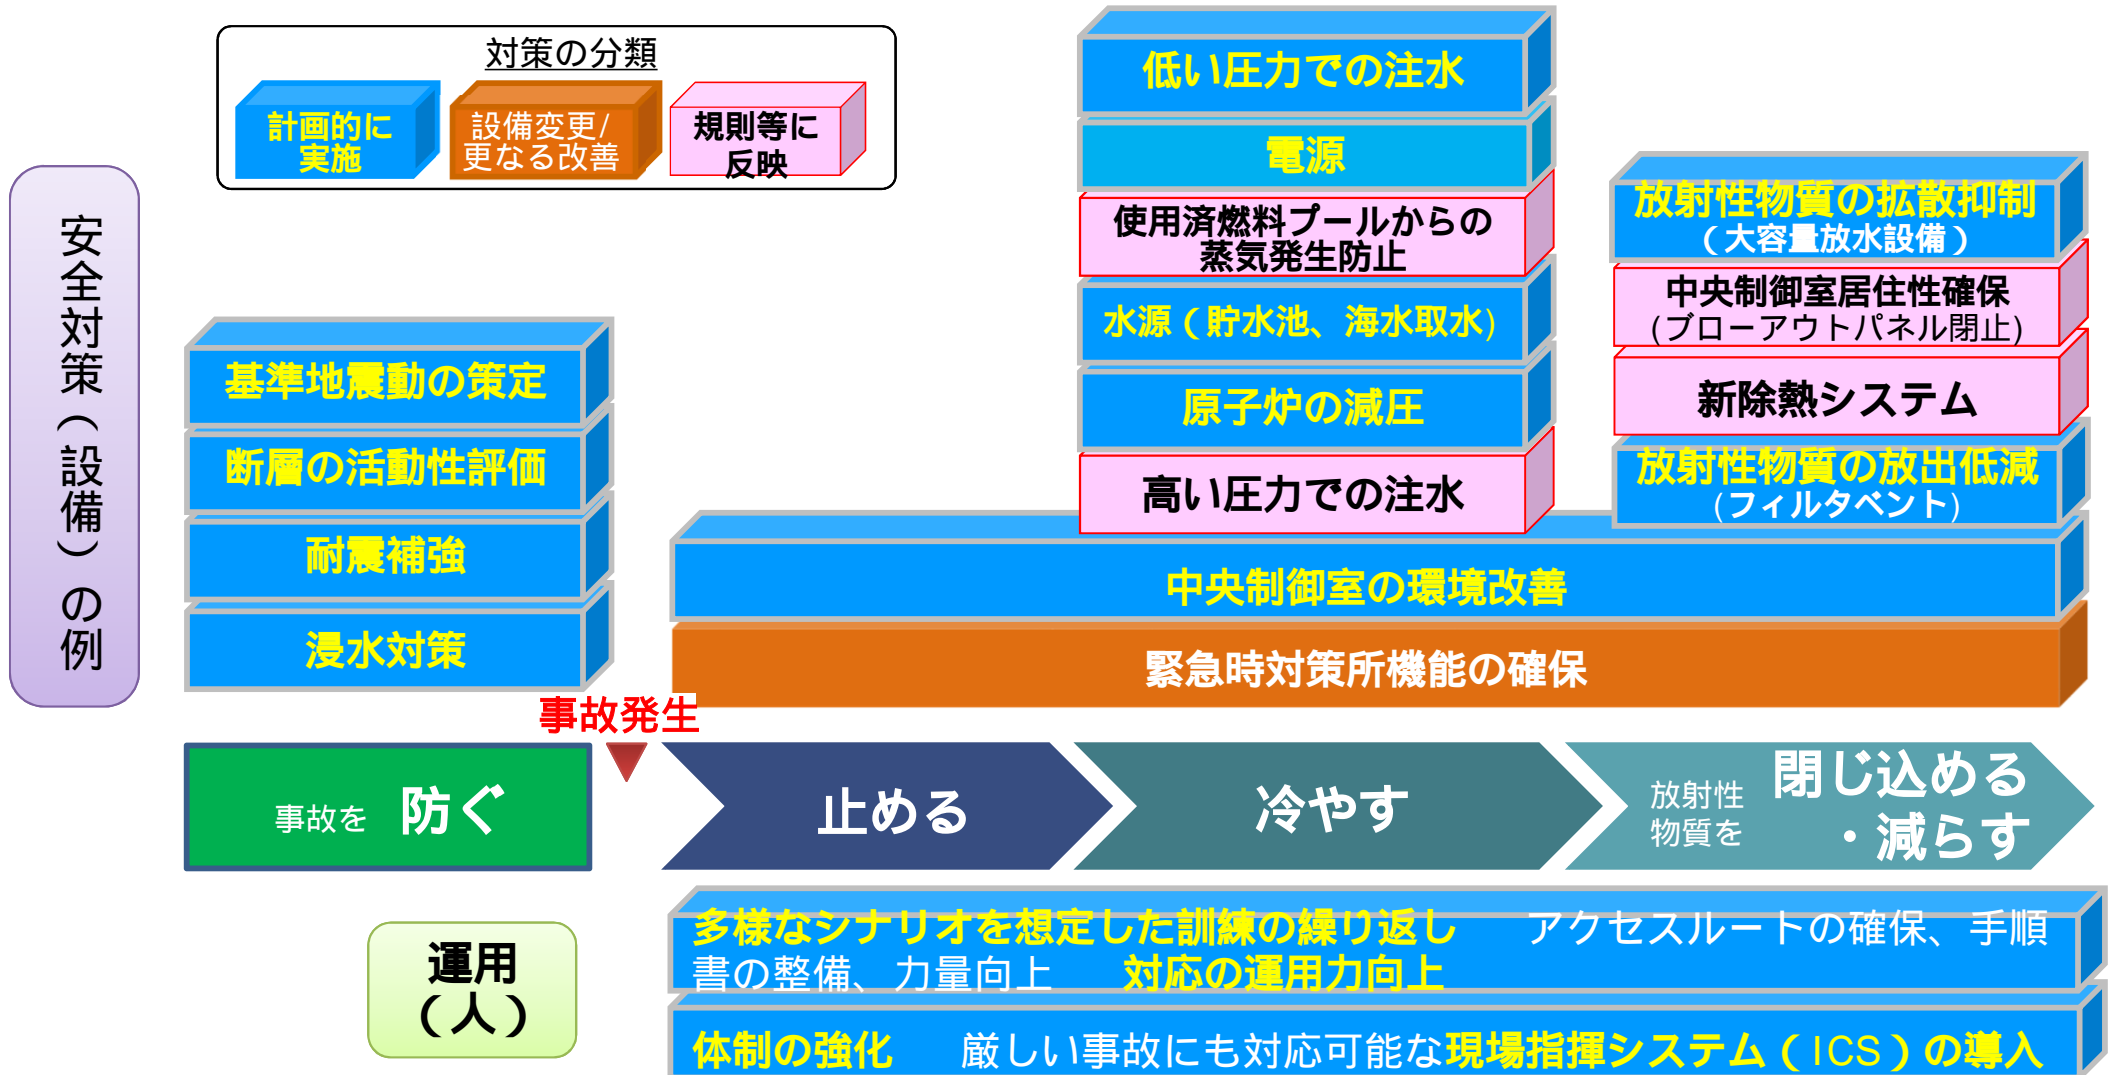 対策の分類
計画的に
実施
設備変更/
更なる改善
規則等に
反映
安全対策（設備）の例
基準地震動の策定
断層の活動性評価
耐震補強
浸水対策
低い圧力での注水
電源
使用済燃料プールからの
蒸気発生防止
水源（貯水池、海水取水)
原子炉の減圧
高い圧力での注水
放射性物質の拡散抑制
（大容量放水設備）
中央制御室居住性確保
(ブローアウトパネル閉止)
新除熱システム
放射性物質の放出低減
(フィルタベント)
中央制御室の環境改善
緊急時対策所機能の確保
事故発生
事故を 防ぐ
止める
冷やす
放射性
物質を
閉じ込める
・減らす
運用
（人）
多様なシナリオを想定した訓練の繰り返し アクセスルートの確保、手順
書の整備、力量向上 対応の運用力向上
体制の強化 厳しい事故にも対応可能な現場指揮システム（ICS）の導入